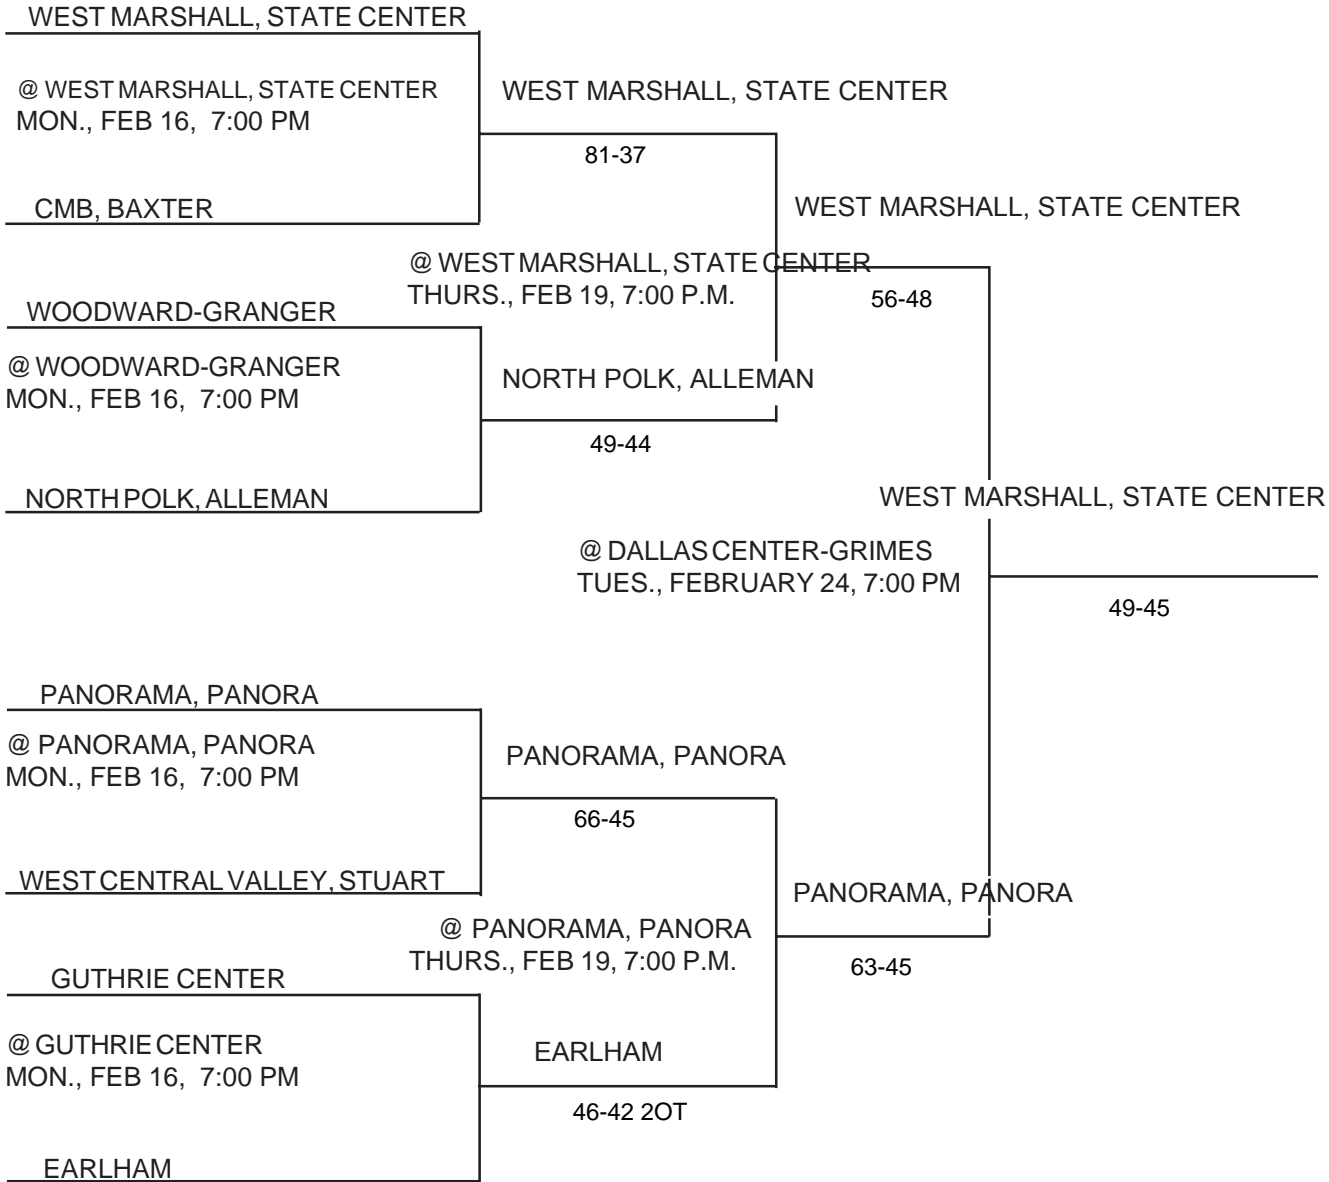 WEST MARSHALL, STATE CENTER
@ WEST MARSHALL, STATE CENTER
MON., FEB 16, 7:00 PM
WEST MARSHALL, STATE CENTER
81-37
CMB, BAXTER
WEST MARSHALL, STATE CENTER
@ WEST MARSHALL, STATE CENTER
THURS., FEB 19, 7:00 P.M.
56-48
WOODWARD-GRANGER
@ WOODWARD-GRANGER
MON., FEB 16, 7:00 PM
NORTH POLK, ALLEMAN
49-44
NORTH POLK, ALLEMAN
WEST MARSHALL, STATE CENTER
@ DALLAS CENTER-GRIMES
TUES., FEBRUARY 24, 7:00 PM
49-45
PANORAMA, PANORA
@ PANORAMA, PANORA
MON., FEB 16, 7:00 PM
PANORAMA, PANORA
66-45
WEST CENTRAL VALLEY, STUART
PANORAMA, PANORA
@ PANORAMA, PANORA
THURS., FEB 19, 7:00 P.M.
63-45
GUTHRIE CENTER
@ GUTHRIE CENTER
MON., FEB 16, 7:00 PM
EARLHAM
46-42 2OT
EARLHAM